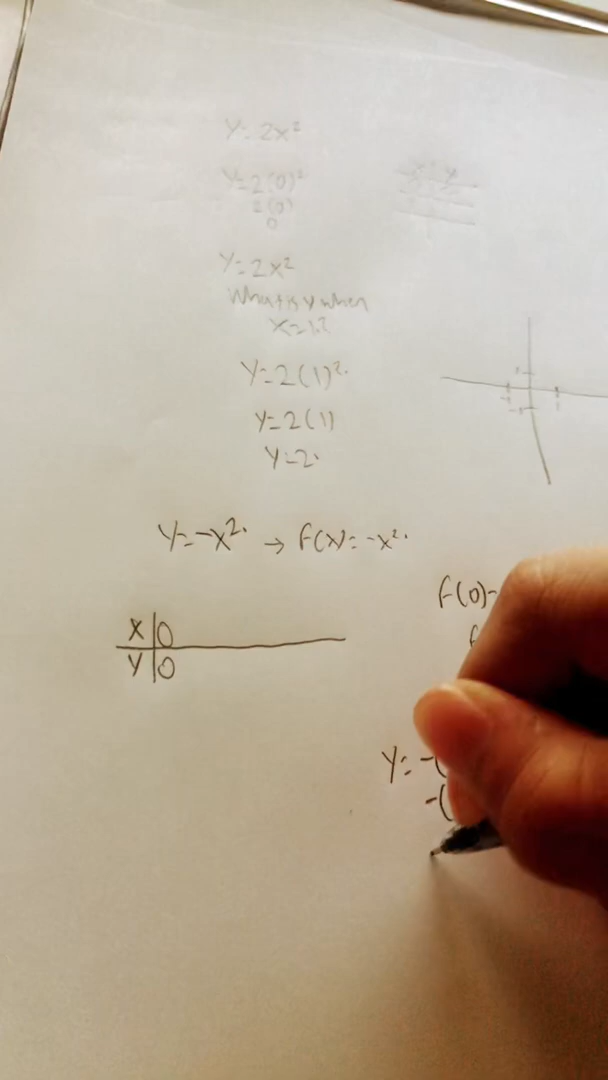 y=2x²
y=2(0)²
2(0)
0
x y
y=2x²
What is y when
x=1?
y=2(1)².
y=2(1)
y=2.
y=-x². → f(x)=-x².
f(0)-
f
x 0
y 0
y=-(
-(